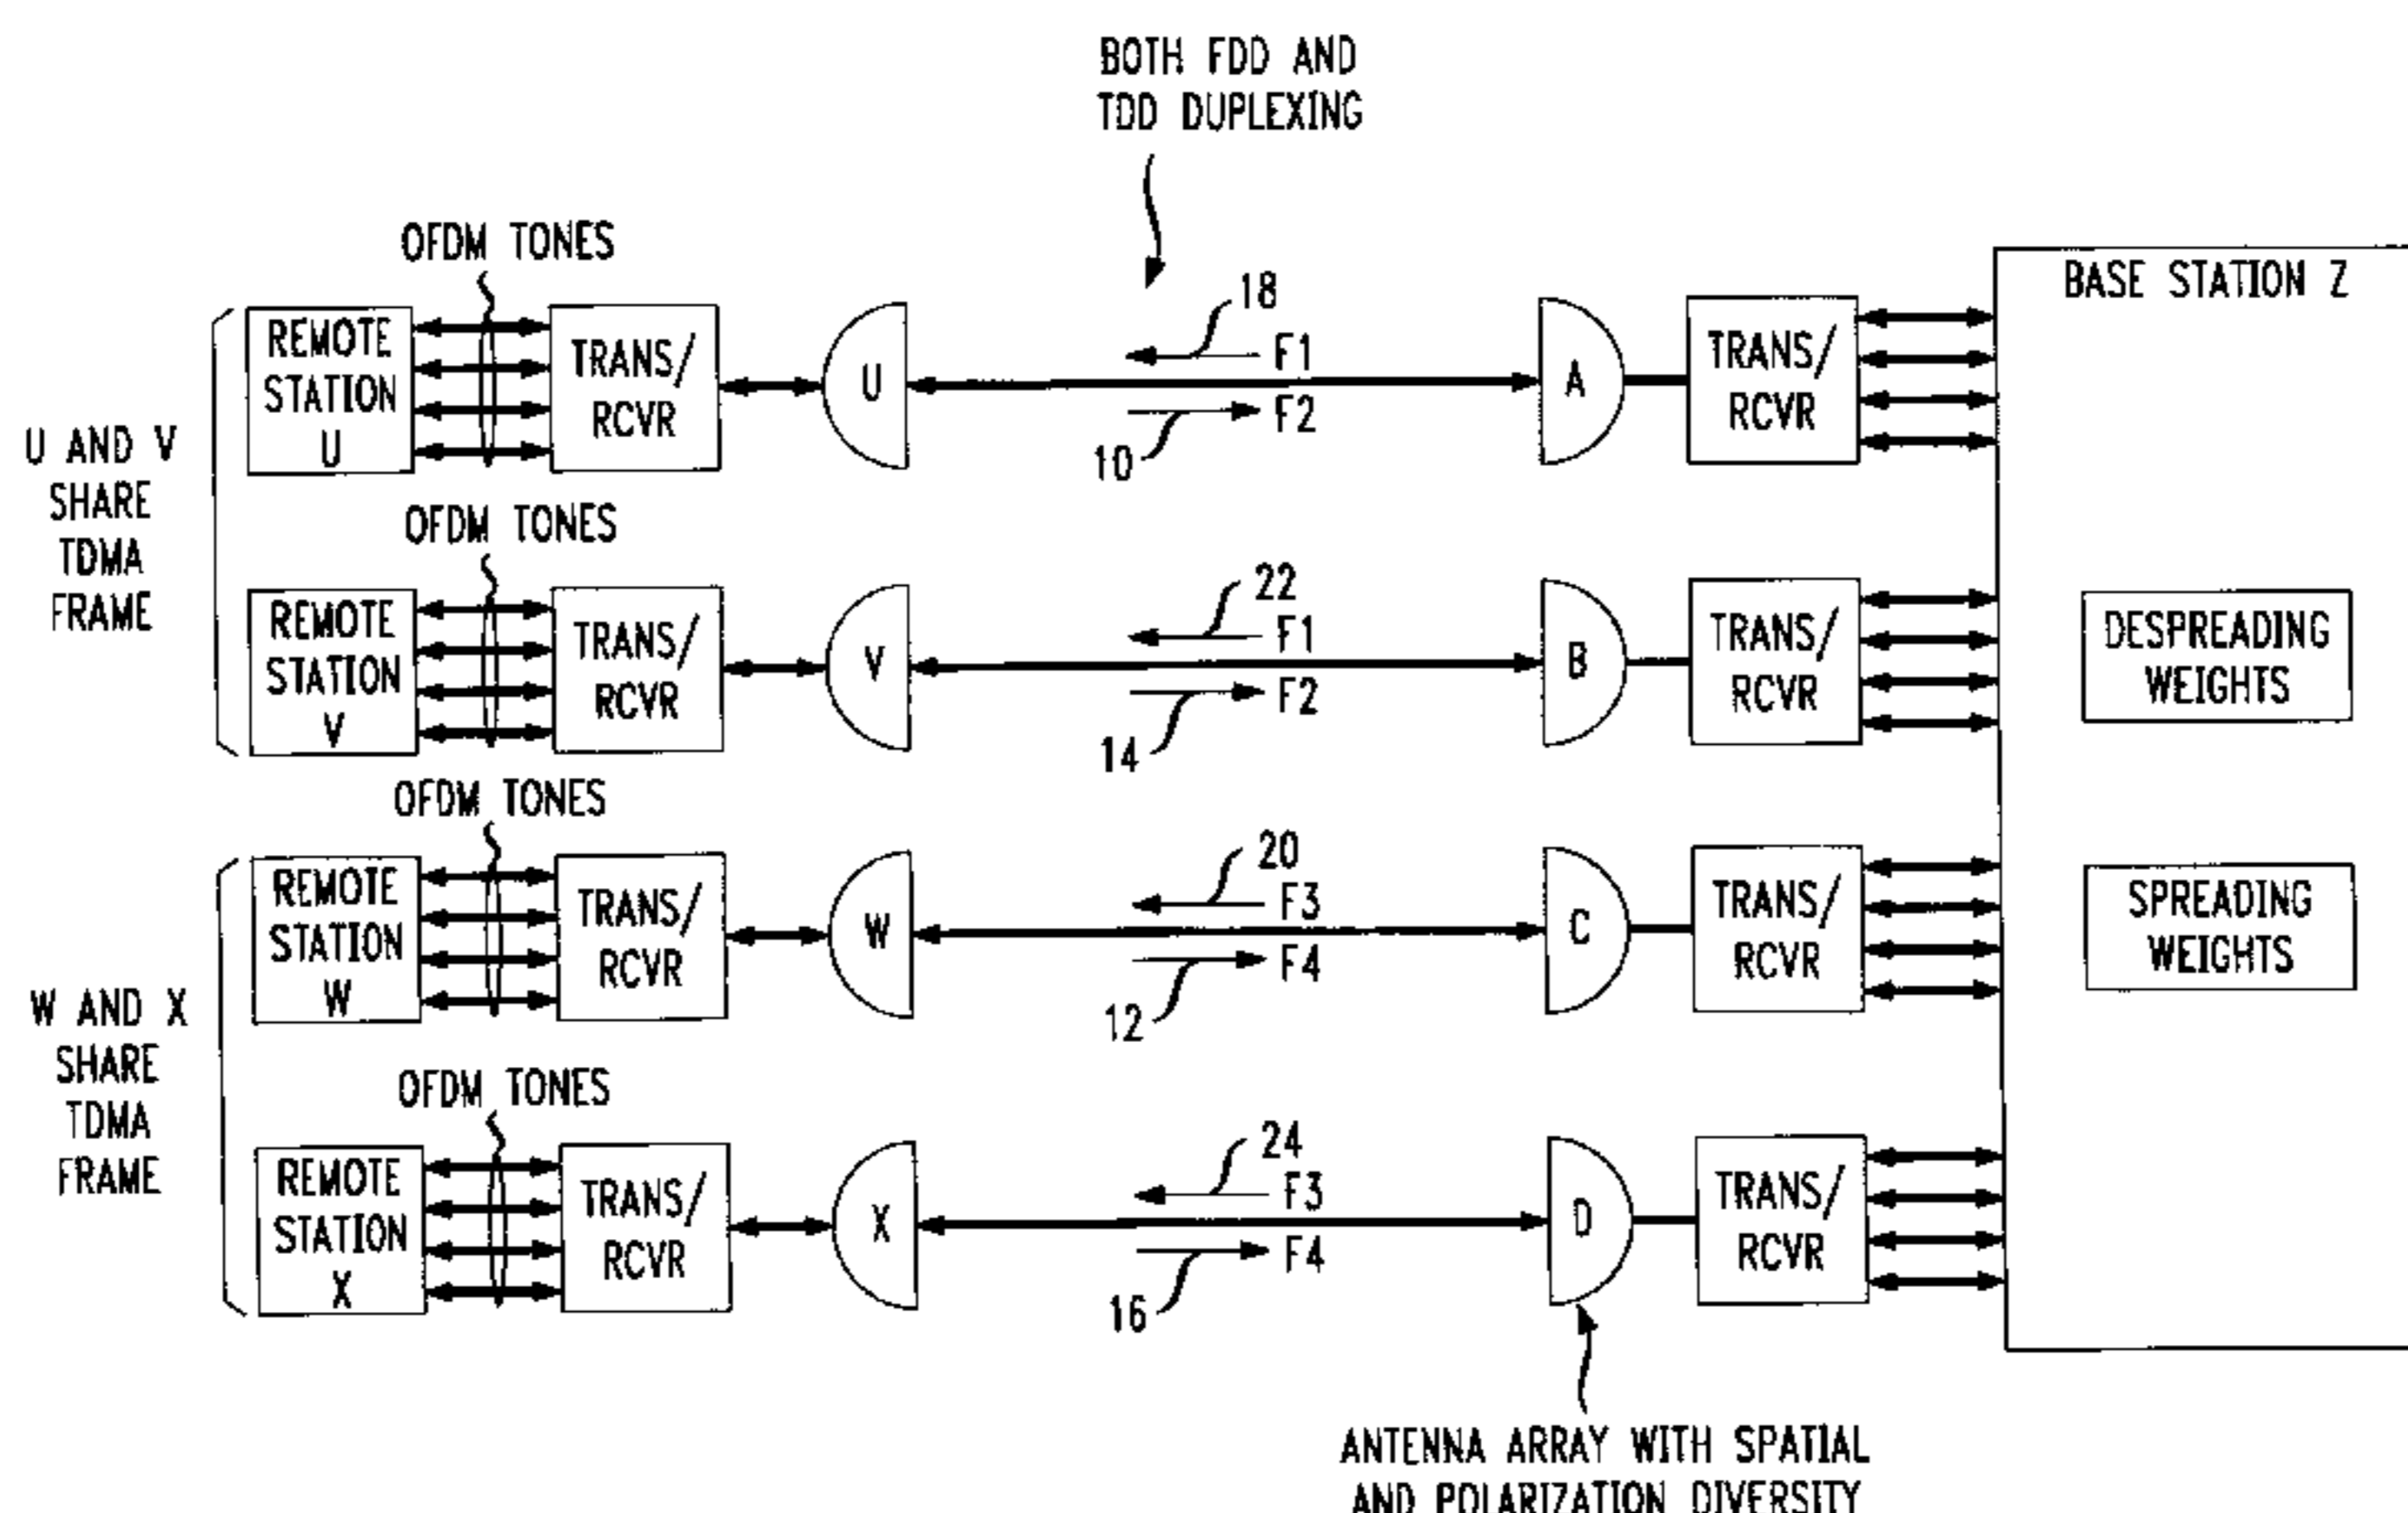 BOTH FDD AND
TDD DUPLEXING
OFDM TONES
18
BASE STATION Z
REMOTE
STATION
U
TRANS/
RCVR
U
F1
F2
10
A
TRANS/
RCVR
U AND V
SHARE
TDMA
FRAME
OFDM TONES
REMOTE
STATION
V
TRANS/
RCVR
V
22
F1
F2
14
B
TRANS/
RCVR
DESPREADING
WEIGHTS
OFDM TONES
REMOTE
STATION
W
TRANS/
RCVR
W
20
F3
F4
12
C
TRANS/
RCVR
SPREADING
WEIGHTS
W AND X
SHARE
TDMA
FRAME
OFDM TONES
REMOTE
STATION
X
TRANS/
RCVR
X
24
F3
F4
16
D
TRANS/
RCVR
ANTENNA ARRAY WITH SPATIAL
AND POLARIZATION DIVERSITY